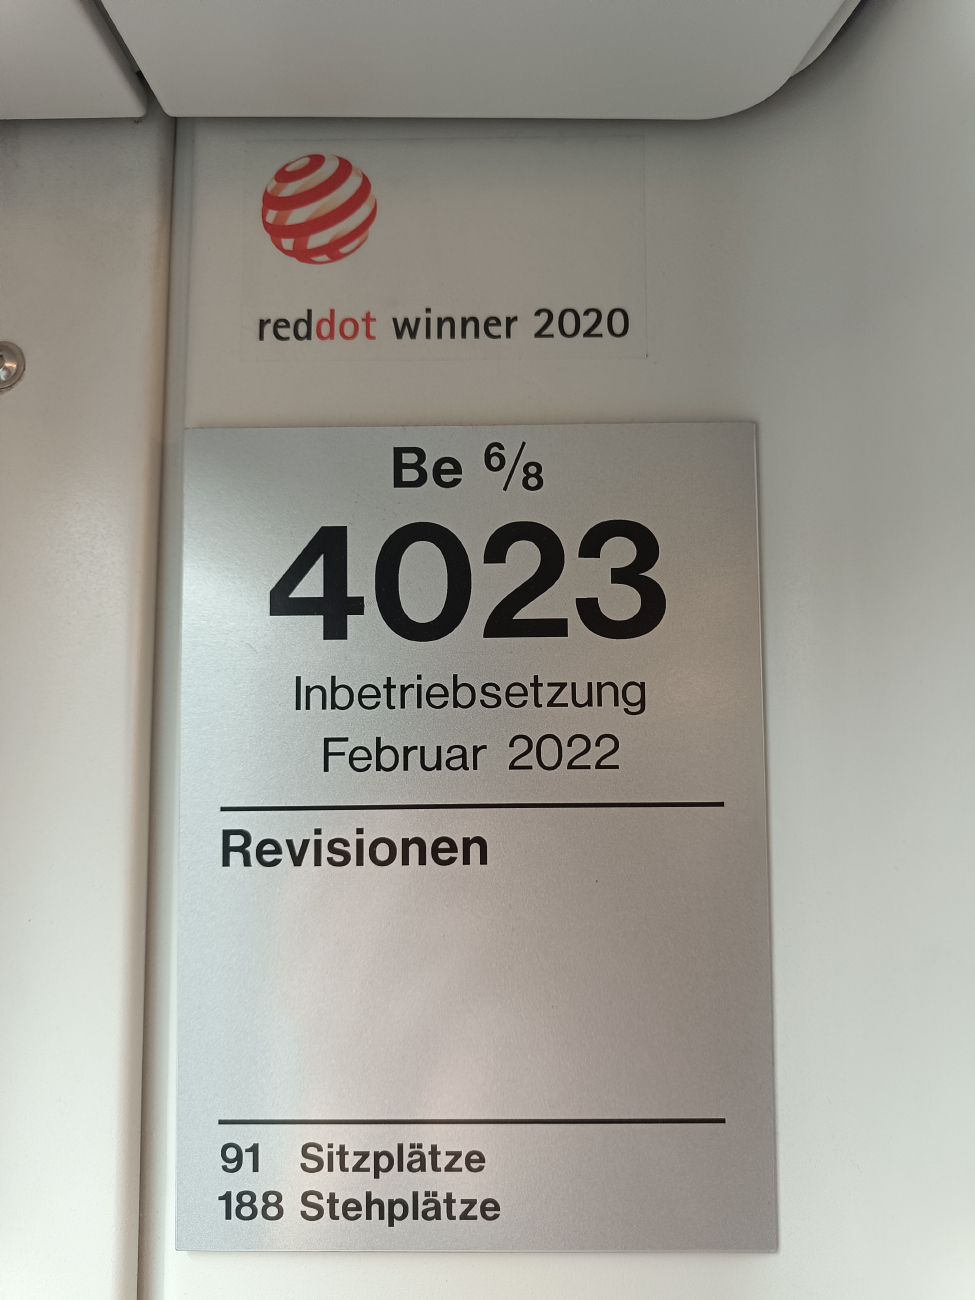 reddot winner 2020
Be 6/8
4023
Inbetriebsetzung
Februar 2022
Revisionen
91 Sitzplätze
188 Stehplätze